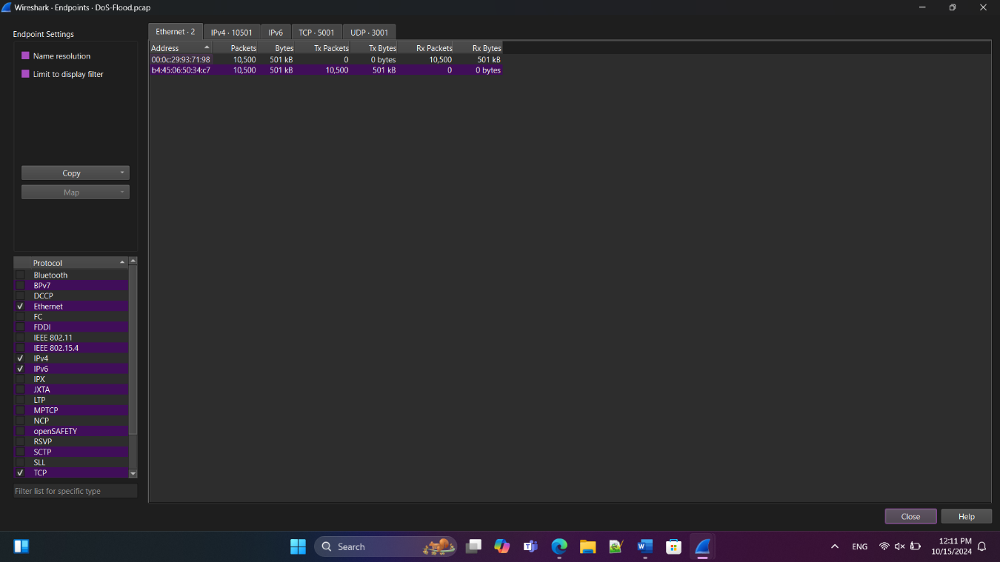 Wireshark · Endpoints · DoS-Flood.pcap
Endpoint Settings
Name resolution
Limit to display filter
Copy
Map
Protocol
Bluetooth
BPv7
DCCP
Ethernet
FC
FDDI
IEEE 802.11
IEEE 802.15.4
IPv4
IPv6
IPX
JXTA
LTP
MPTCP
NCP
openSAFETY
RSVP
SCTP
SLL
TCP
Filter list for specific type
Ethernet · 2 IPv4 · 10501 IPv6 TCP · 5001 UDP · 3001
Address Packets Bytes Tx Packets Tx Bytes Rx Packets Rx Bytes
00:0c:29:93:71:98 10,500 501 kB 0 0 bytes 10,500 501 kB
b4:45:06:50:34:c7 10,500 501 kB 10,500 501 kB 0 0 bytes
Close Help
Search ENG 12:11 PM
10/15/2024